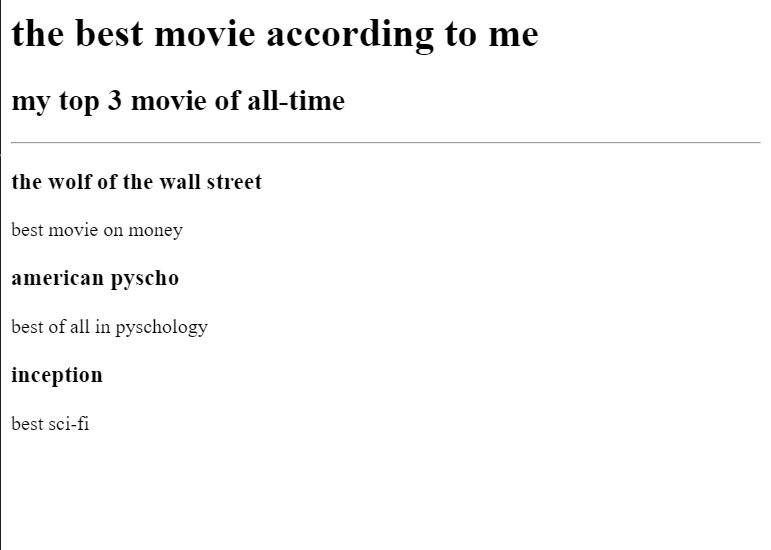 the best movie according to me
my top 3 movie of all-time
the wolf of the wall street
best movie on money
american pyscho
best of all in pyschology
inception
best sci-fi